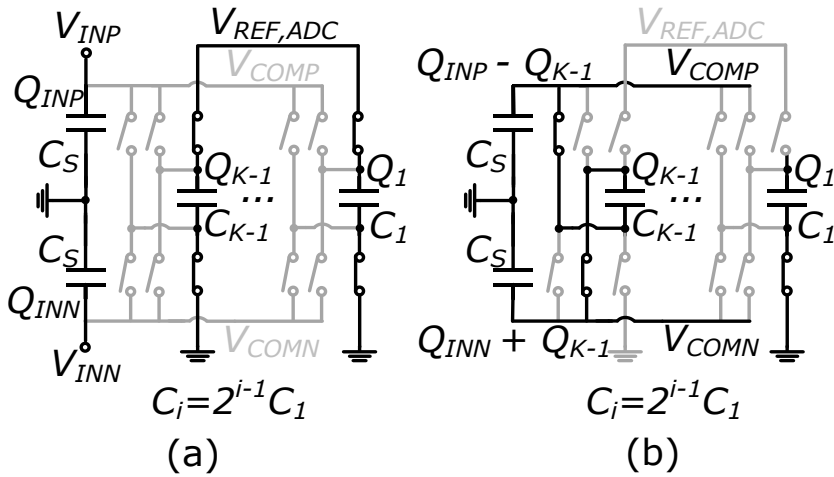 V_INP
V_REF,ADC
V_COMP
Q_INP
C_S
Q_K-1
Q_1
...
C_K-1
C_1
C_S
Q_INN
V_COMN
V_INN
C_i=2^i-1 C_1
(a)
V_REF,ADC
Q_INP - Q_K-1
V_COMP
C_S
Q_K-1
Q_1
...
C_K-1
C_1
C_S
Q_INN + Q_K-1
V_COMN
C_i=2^i-1 C_1
(b)